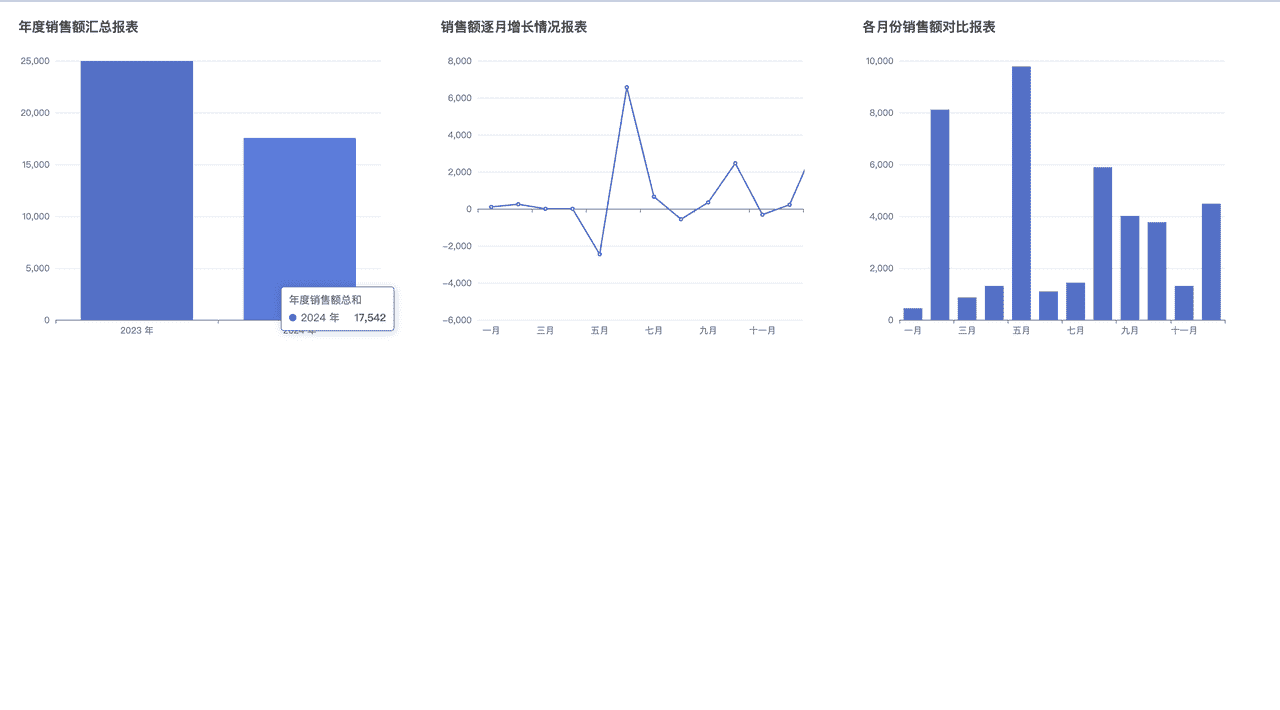 年度销售额汇总报表
25,000
20,000
15,000
10,000
5,000
0
2023 年
2024 年
年度销售额总和
2024 年 17,542
销售额逐月增长情况报表
8,000
6,000
4,000
2,000
0
−2,000
−4,000
−6,000
一月 三月 五月 七月 九月 十一月
各月份销售额对比报表
10,000
8,000
6,000
4,000
2,000
0
一月 三月 五月 七月 九月 十一月